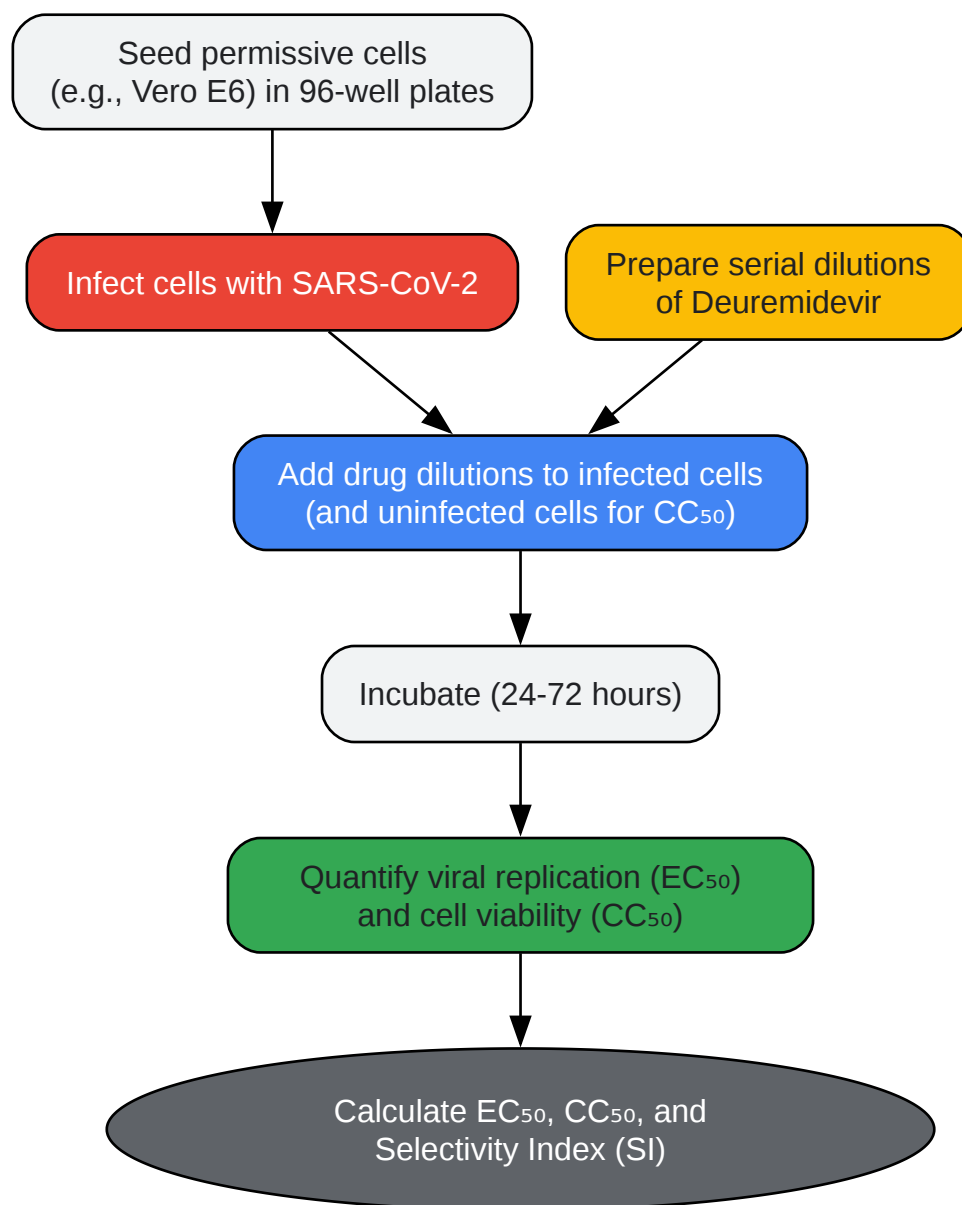 Seed permissive cells
(e.g., Vero E6) in 96-well plates
Infect cells with SARS-CoV-2
Prepare serial dilutions
of Deuremidevir
Add drug dilutions to infected cells
(and uninfected cells for CC₅₀)
Incubate (24-72 hours)
Quantify viral replication (EC₅₀)
and cell viability (CC₅₀)
Calculate EC₅₀, CC₅₀, and
Selectivity Index (SI)